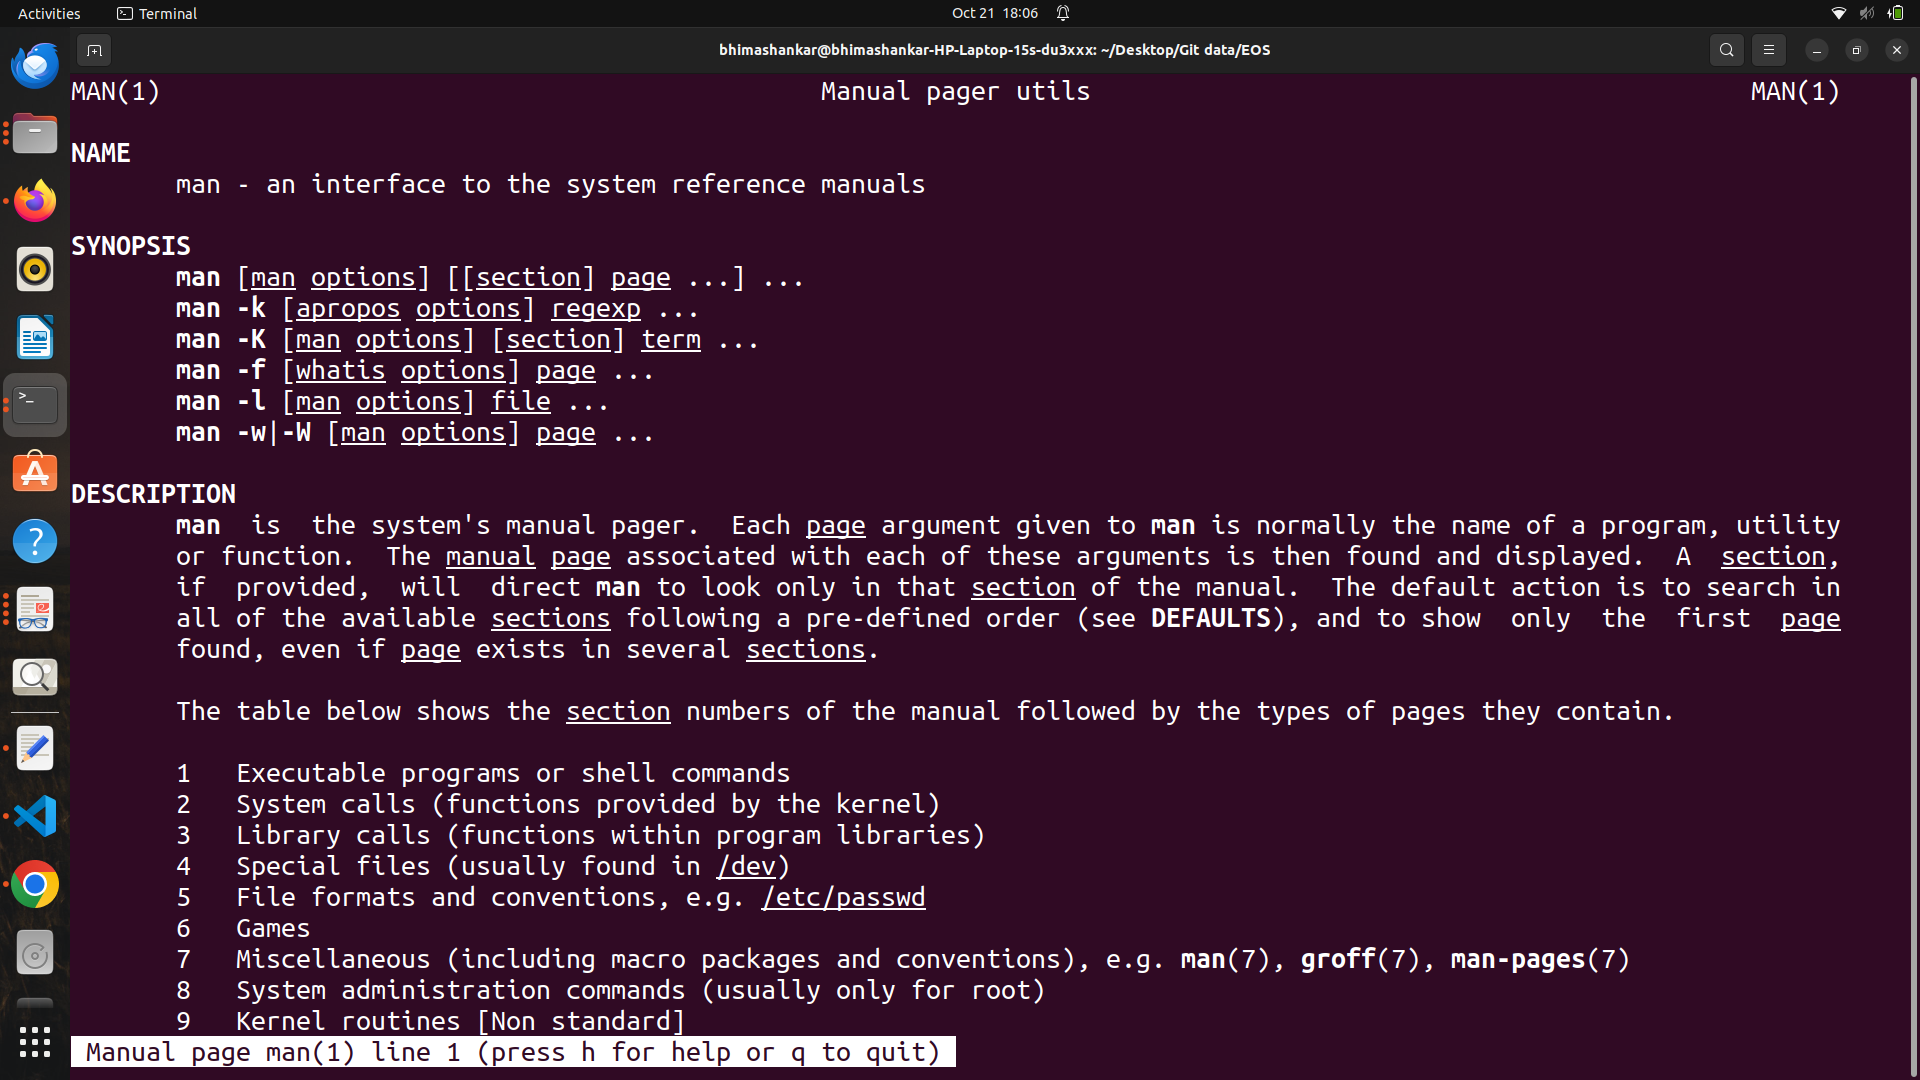 Activities Terminal Oct 21 18:06
bhimashankar@bhimashankar-HP-Laptop-15s-du3xxx: ~/Desktop/Git data/EOS
MAN(1) Manual pager utils MAN(1)
NAME
man - an interface to the system reference manuals
SYNOPSIS
man [man options] [[section] page ...] ...
man -k [apropos options] regexp ...
man -K [man options] [section] term ...
man -f [whatis options] page ...
man -l [man options] file ...
man -w|-W [man options] page ...
DESCRIPTION
man is the system's manual pager. Each page argument given to man is normally the name of a program, utility
or function. The manual page associated with each of these arguments is then found and displayed. A section,
if provided, will direct man to look only in that section of the manual. The default action is to search in
all of the available sections following a pre-defined order (see DEFAULTS), and to show only the first page
found, even if page exists in several sections.
The table below shows the section numbers of the manual followed by the types of pages they contain.
1 Executable programs or shell commands
2 System calls (functions provided by the kernel)
3 Library calls (functions within program libraries)
4 Special files (usually found in /dev)
5 File formats and conventions, e.g. /etc/passwd
6 Games
7 Miscellaneous (including macro packages and conventions), e.g. man(7), groff(7), man-pages(7)
8 System administration commands (usually only for root)
9 Kernel routines [Non standard]
Manual page man(1) line 1 (press h for help or q to quit)